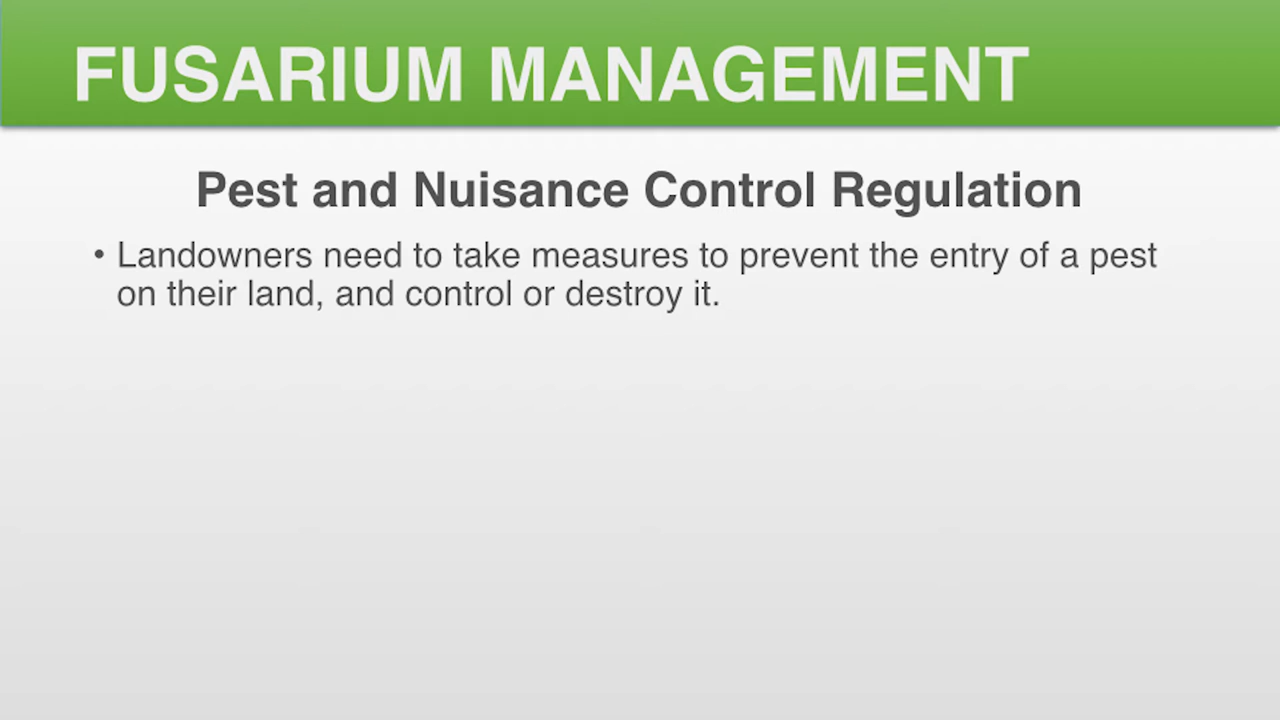 FUSARIUM MANAGEMENT
Pest and Nuisance Control Regulation
• Landowners need to take measures to prevent the entry of a pest
on their land, and control or destroy it.